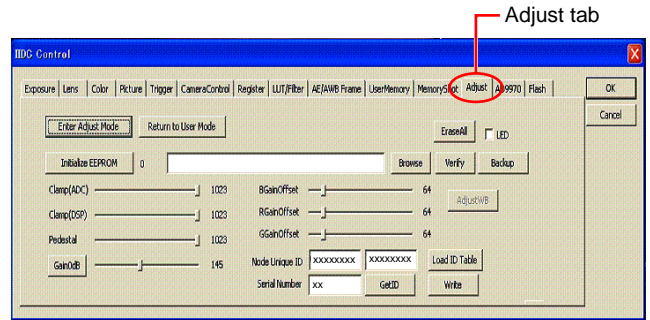 Adjust tab
IIDC Control
Exposure Lens Color Picture Trigger CameraControl Register LUT/Filter AE/AWB Frame UserMemory MemoryShot Adjust AD9970 Flash OK
Enter Adjust Mode Return to User Mode EraseAll LED Cancel
Initialize EEPROM 0 Browse Verify Backup
Clamp(ADC) 1023 BGainOffset 64
Clamp(DSP) 1023 RGainOffset 64 AdjustWB
Pedestal 1023 GGainOffset 64
Gain0dB 145 Node Unique ID xxxxxxxx xxxxxxxx Load ID Table
Serial Number xx GetID Write